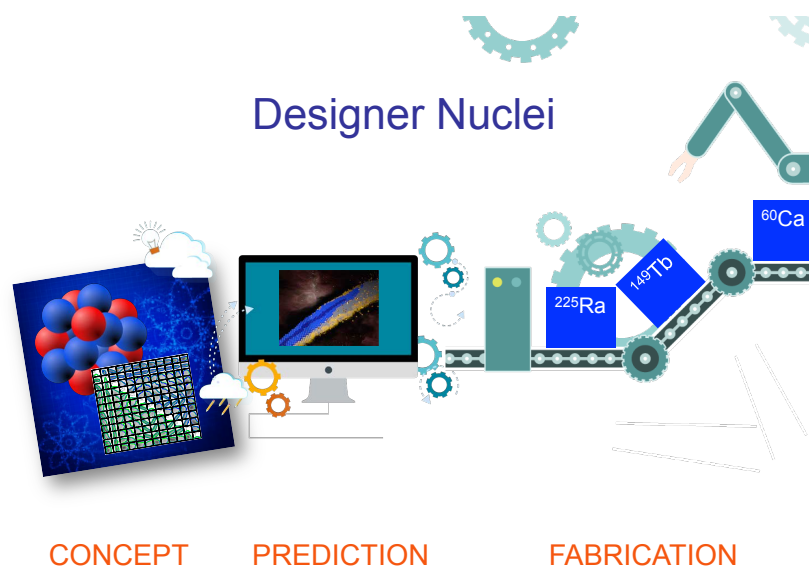 Designer Nuclei
⁶⁰Ca
¹⁴⁹Tb
²²⁵Ra
CONCEPT PREDICTION FABRICATION